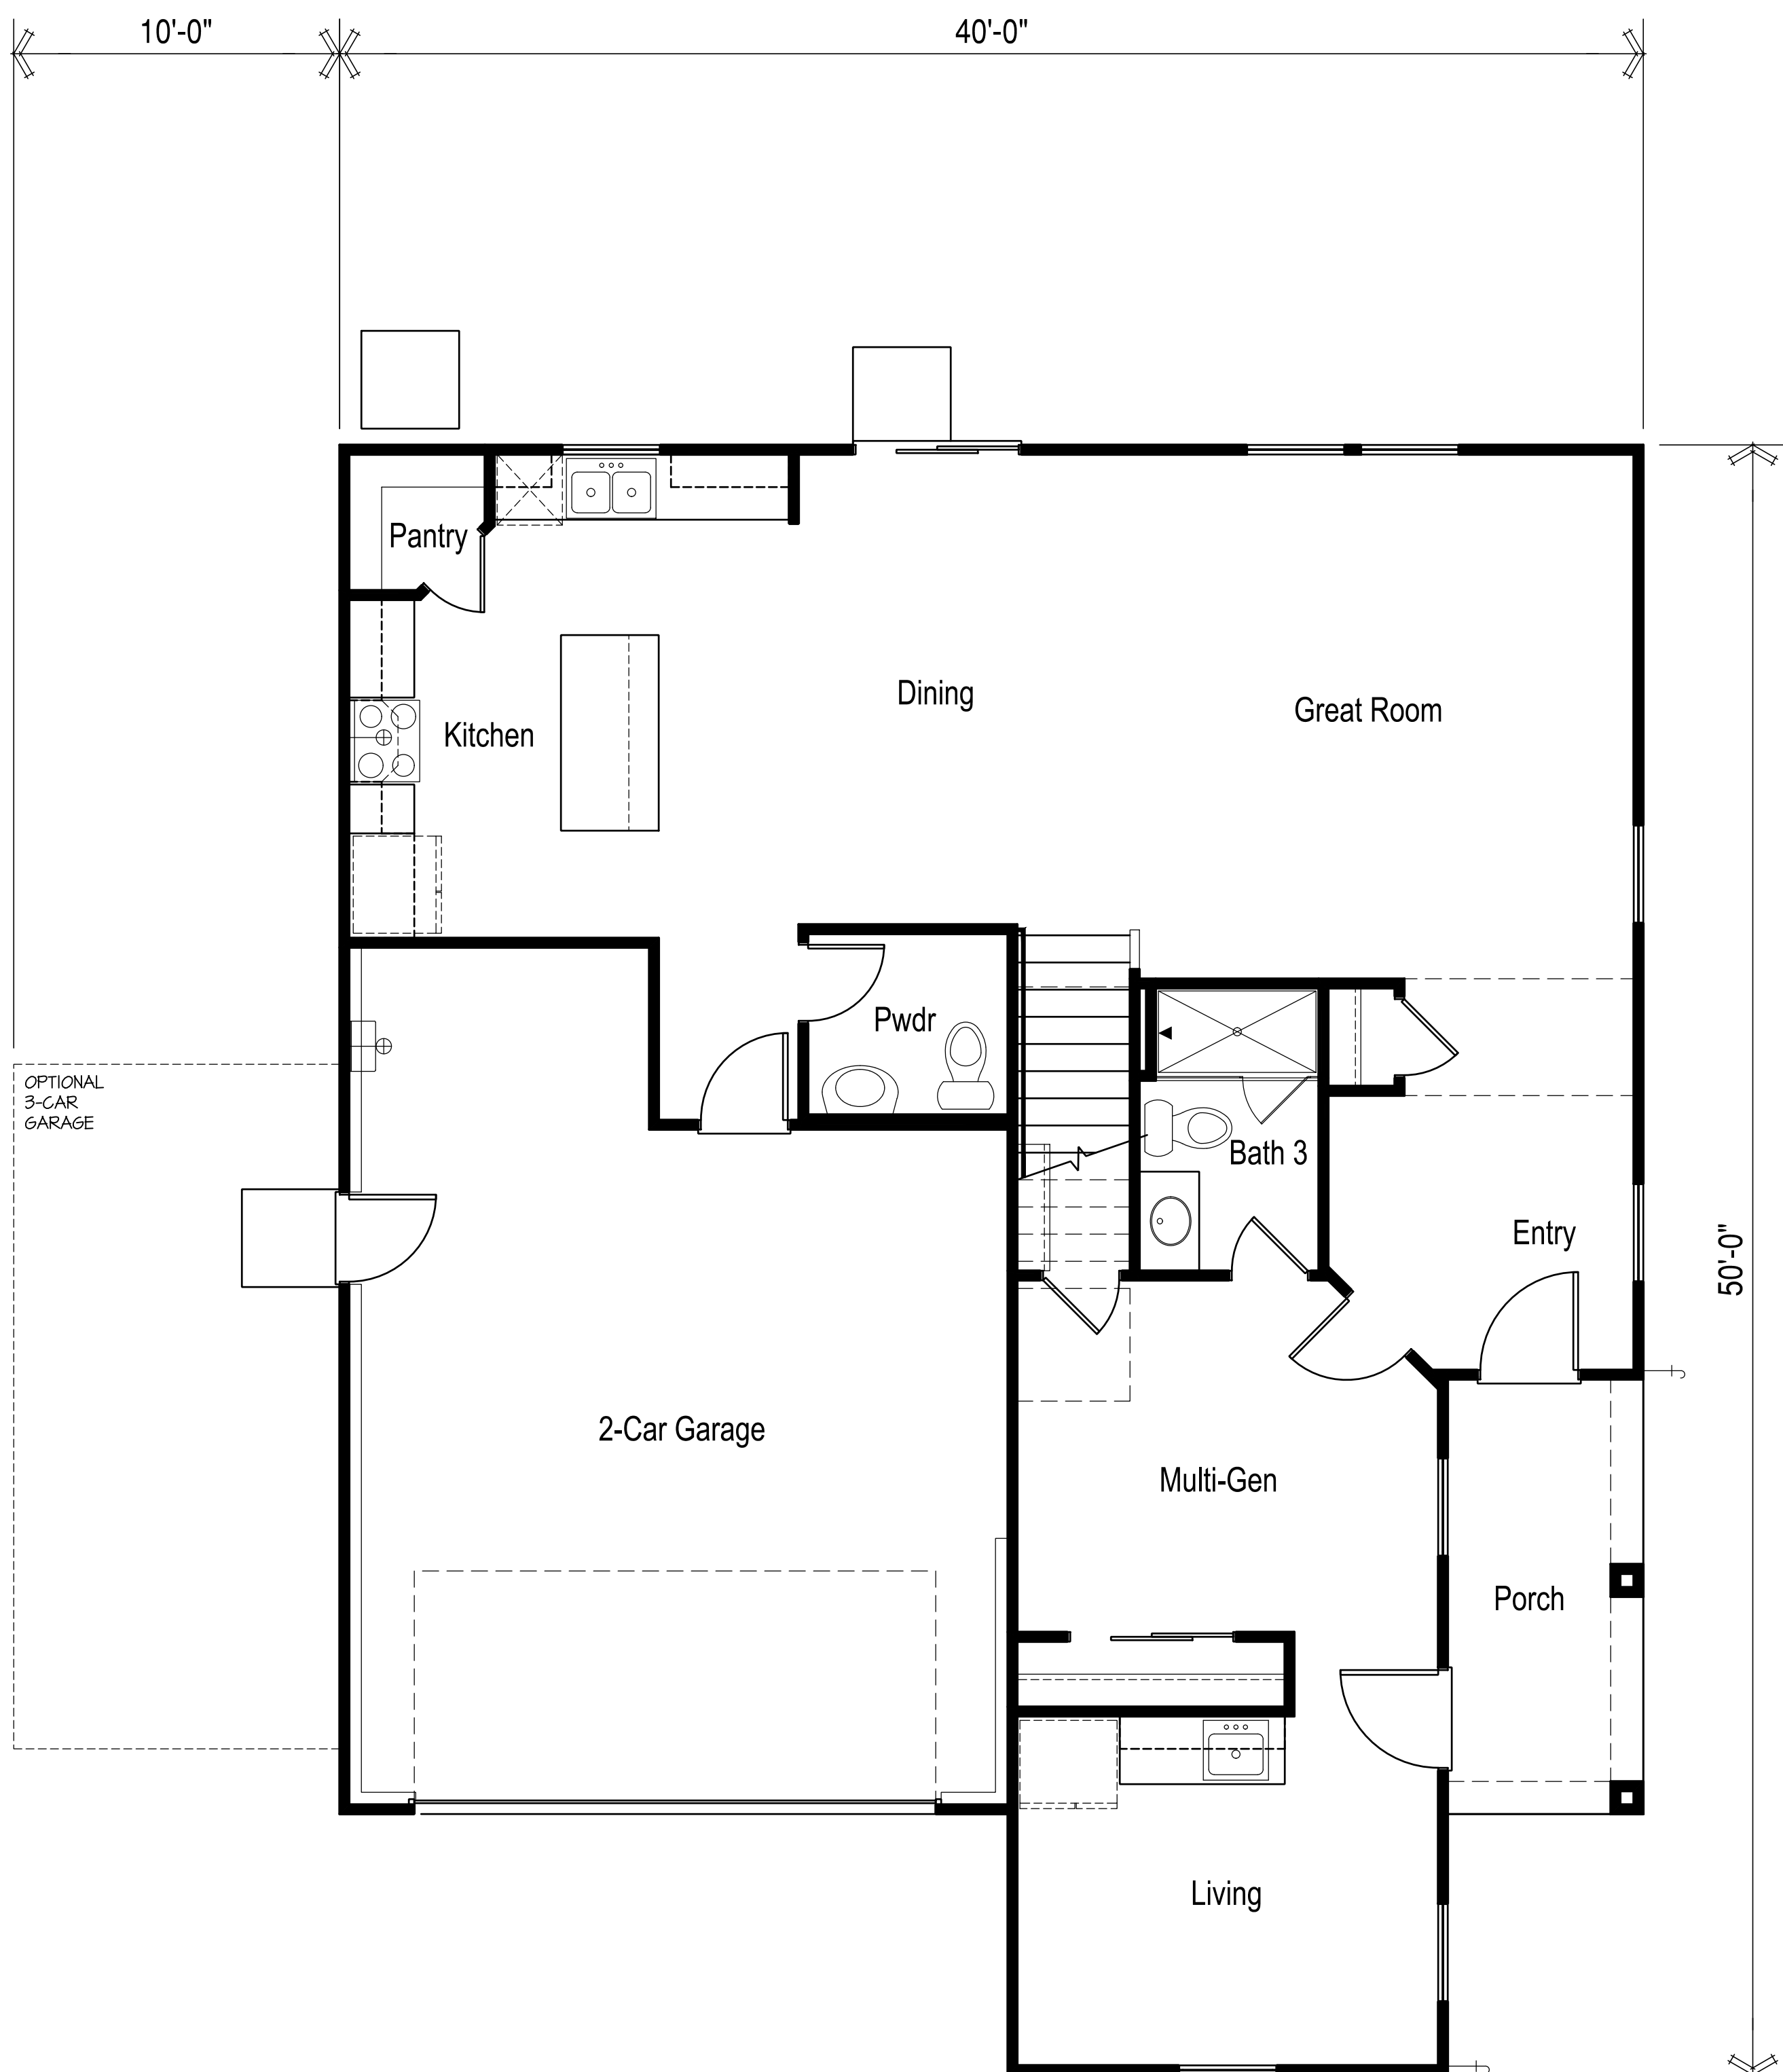 10'-0"
40'-0"
Pantry
Dining
Great Room
Kitchen
Pwdr
OPTIONAL
3-CAR
GARAGE
Bath 3
Entry
50'-0"
2-Car Garage
Multi-Gen
Porch
Living